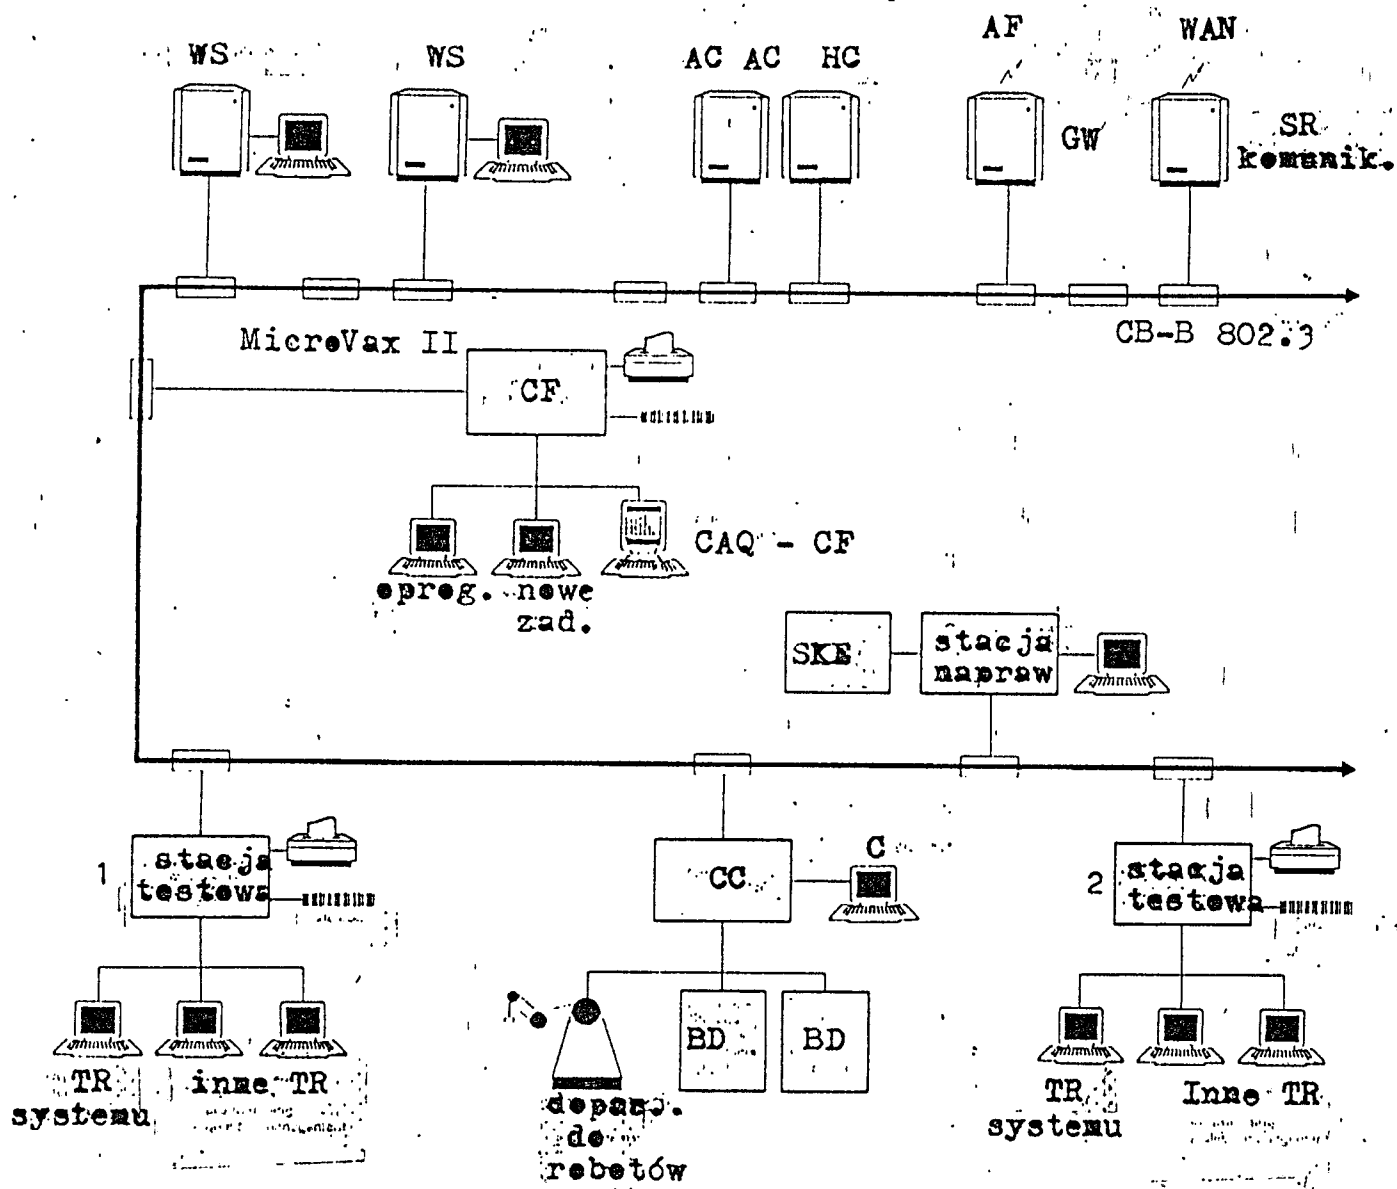 WS
WS
AC AC HC
AF
WAN
GW
SR
komunik.
CB-B 802.3
MicroVax II
CF
CAQ - CF
oprog. nowe
zad.
SKE
stacja
napraw
1
stacja
testowa
CC
C
2
stacja
testowa
BD
BD
TR
systemu
inne TR
dopas.
do
robotów
TR
systemu
Inne TR